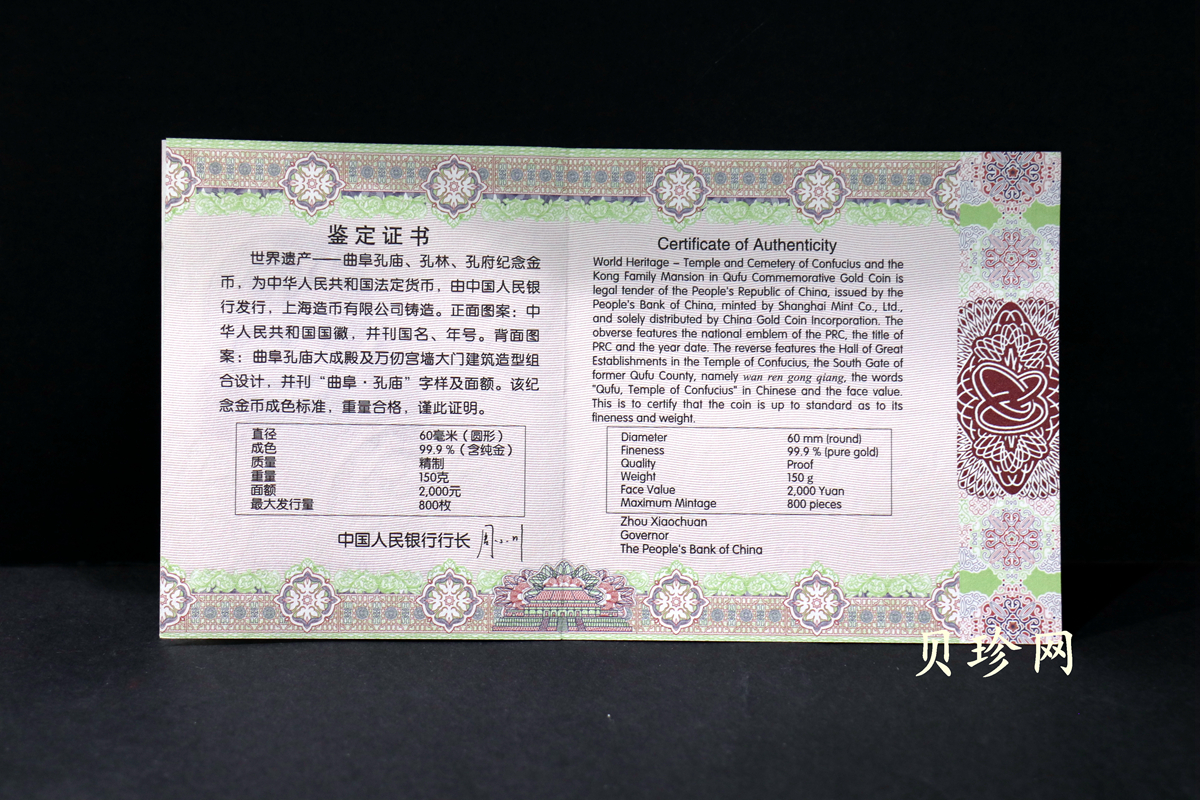 鉴定证书
世界遗产——曲阜孔庙、孔林、孔府纪念金
币，为中华人民共和国法定货币，由中国人民银
行发行，上海造币有限公司铸造。正面图案：中
华人民共和国国徽，并刊国名、年号。背面图
案：曲阜孔庙大成殿及万仞宫墙大门建筑造型组
合设计，并刊“曲阜·孔庙”字样及面额。该纪
念金币成色标准，重量合格，谨此证明。
直径 60毫米（圆形）
成色 99.9％（含纯金）
质量 精制
重量 150克
面额 2,000元
最大发行量 800枚
中国人民银行行长
Certificate of Authenticity
World Heritage – Temple and Cemetery of Confucius and the
Kong Family Mansion in Qufu Commemorative Gold Coin is
legal tender of the People's Republic of China, issued by the
People's Bank of China, minted by Shanghai Mint Co., Ltd.,
and solely distributed by China Gold Coin Incorporation. The
obverse features the national emblem of the PRC, the title of
PRC and the year date. The reverse features the Hall of Great
Establishments in the Temple of Confucius, the South Gate of
former Qufu County, namely wan ren gong qiang, the words
"Qufu, Temple of Confucius" in Chinese and the face value.
This is to certify that the coin is up to standard as to its
fineness and weight.
Diameter 60 mm (round)
Fineness 99.9 % (pure gold)
Quality Proof
Weight 150 g
Face Value 2,000 Yuan
Maximum Mintage 800 pieces
Zhou Xiaochuan
Governor
The People's Bank of China
贝珍网